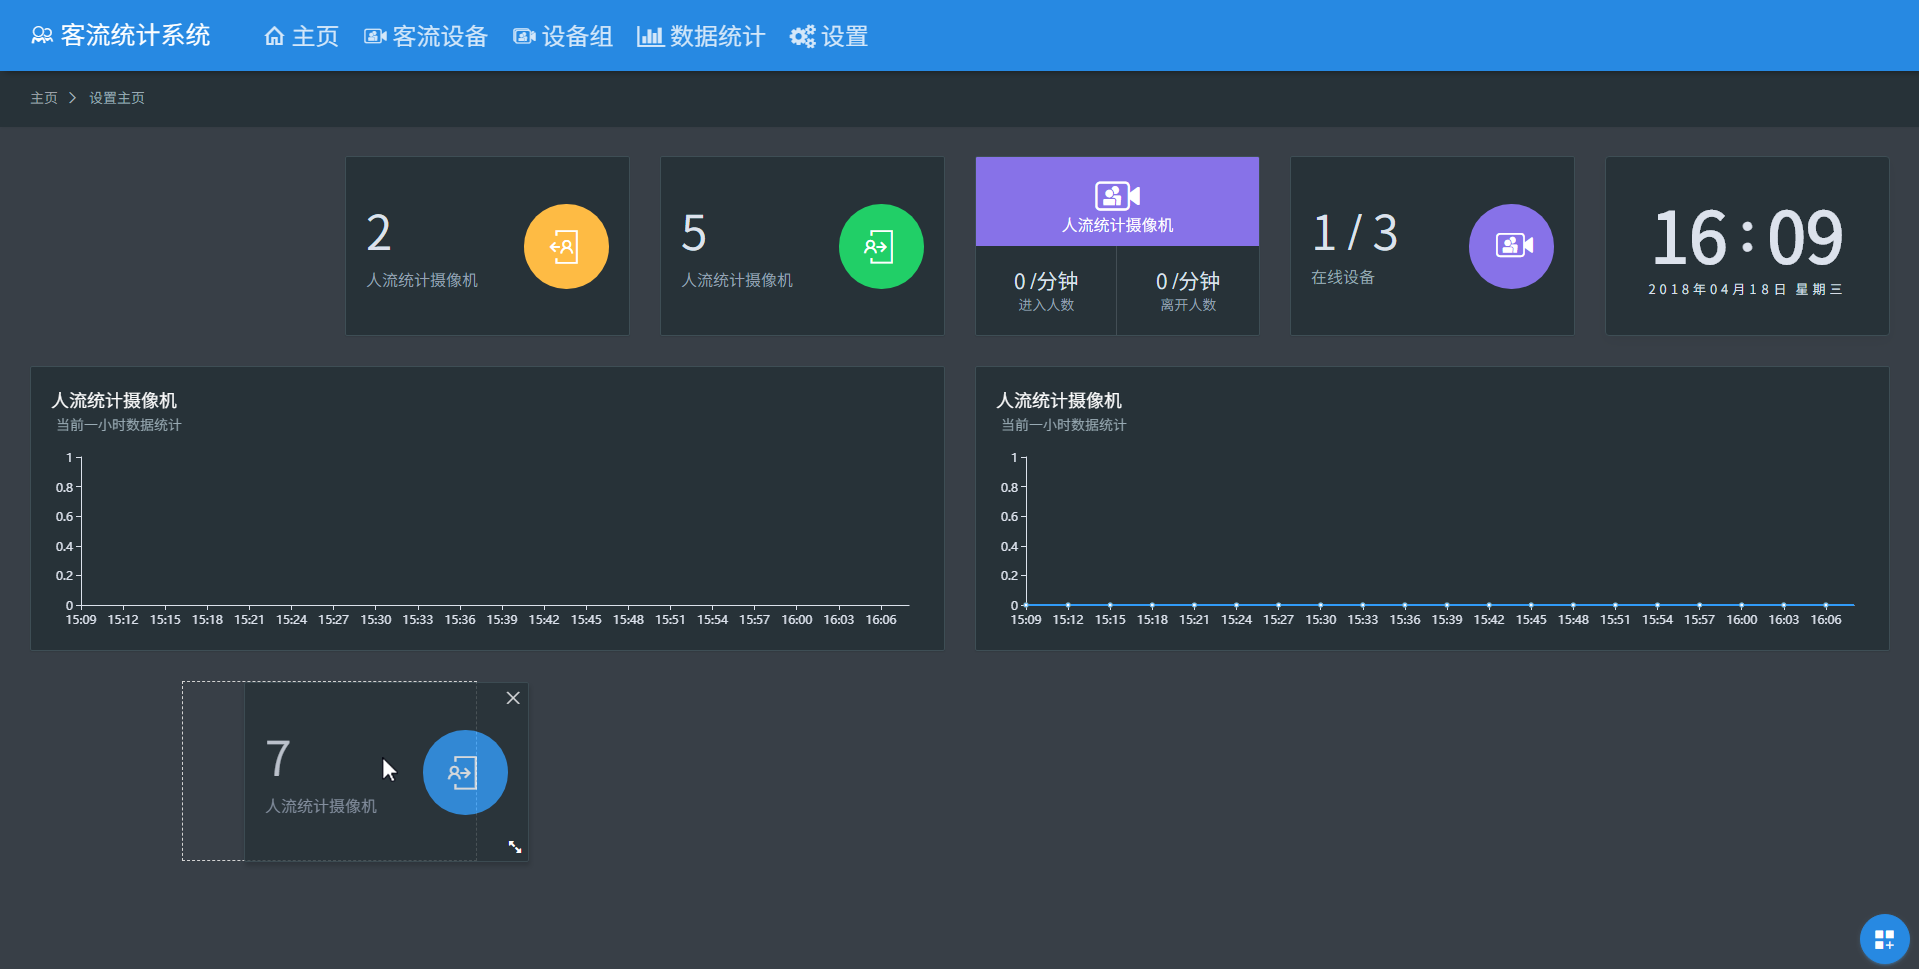 客流统计系统 主页 客流设备 设备组 数据统计 设置
主页 设置主页
2
人流统计摄像机
5
人流统计摄像机
人流统计摄像机
0 /分钟
进入人数
0 /分钟
离开人数
1 / 3
在线设备
16:09
2018年04月18日 星期三
人流统计摄像机
当前一小时数据统计
1
0.8
0.6
0.4
0.2
0
15:09 15:12 15:15 15:18 15:21 15:24 15:27 15:30 15:33 15:36 15:39 15:42 15:45 15:48 15:51 15:54 15:57 16:00 16:03 16:06
人流统计摄像机
当前一小时数据统计
1
0.8
0.6
0.4
0.2
0
15:09 15:12 15:15 15:18 15:21 15:24 15:27 15:30 15:33 15:36 15:39 15:42 15:45 15:48 15:51 15:54 15:57 16:00 16:03 16:06
7
人流统计摄像机